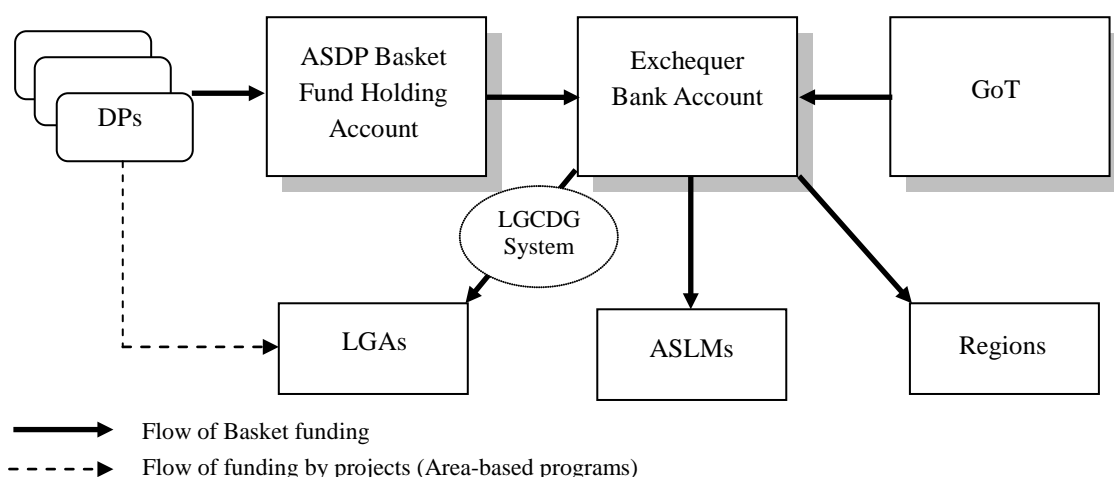 DPs
ASDP Basket
Fund Holding
Account
Exchequer
Bank Account
GoT
LGCDG
System
LGAs
ASLMs
Regions
Flow of Basket funding
Flow of funding by projects (Area-based programs)